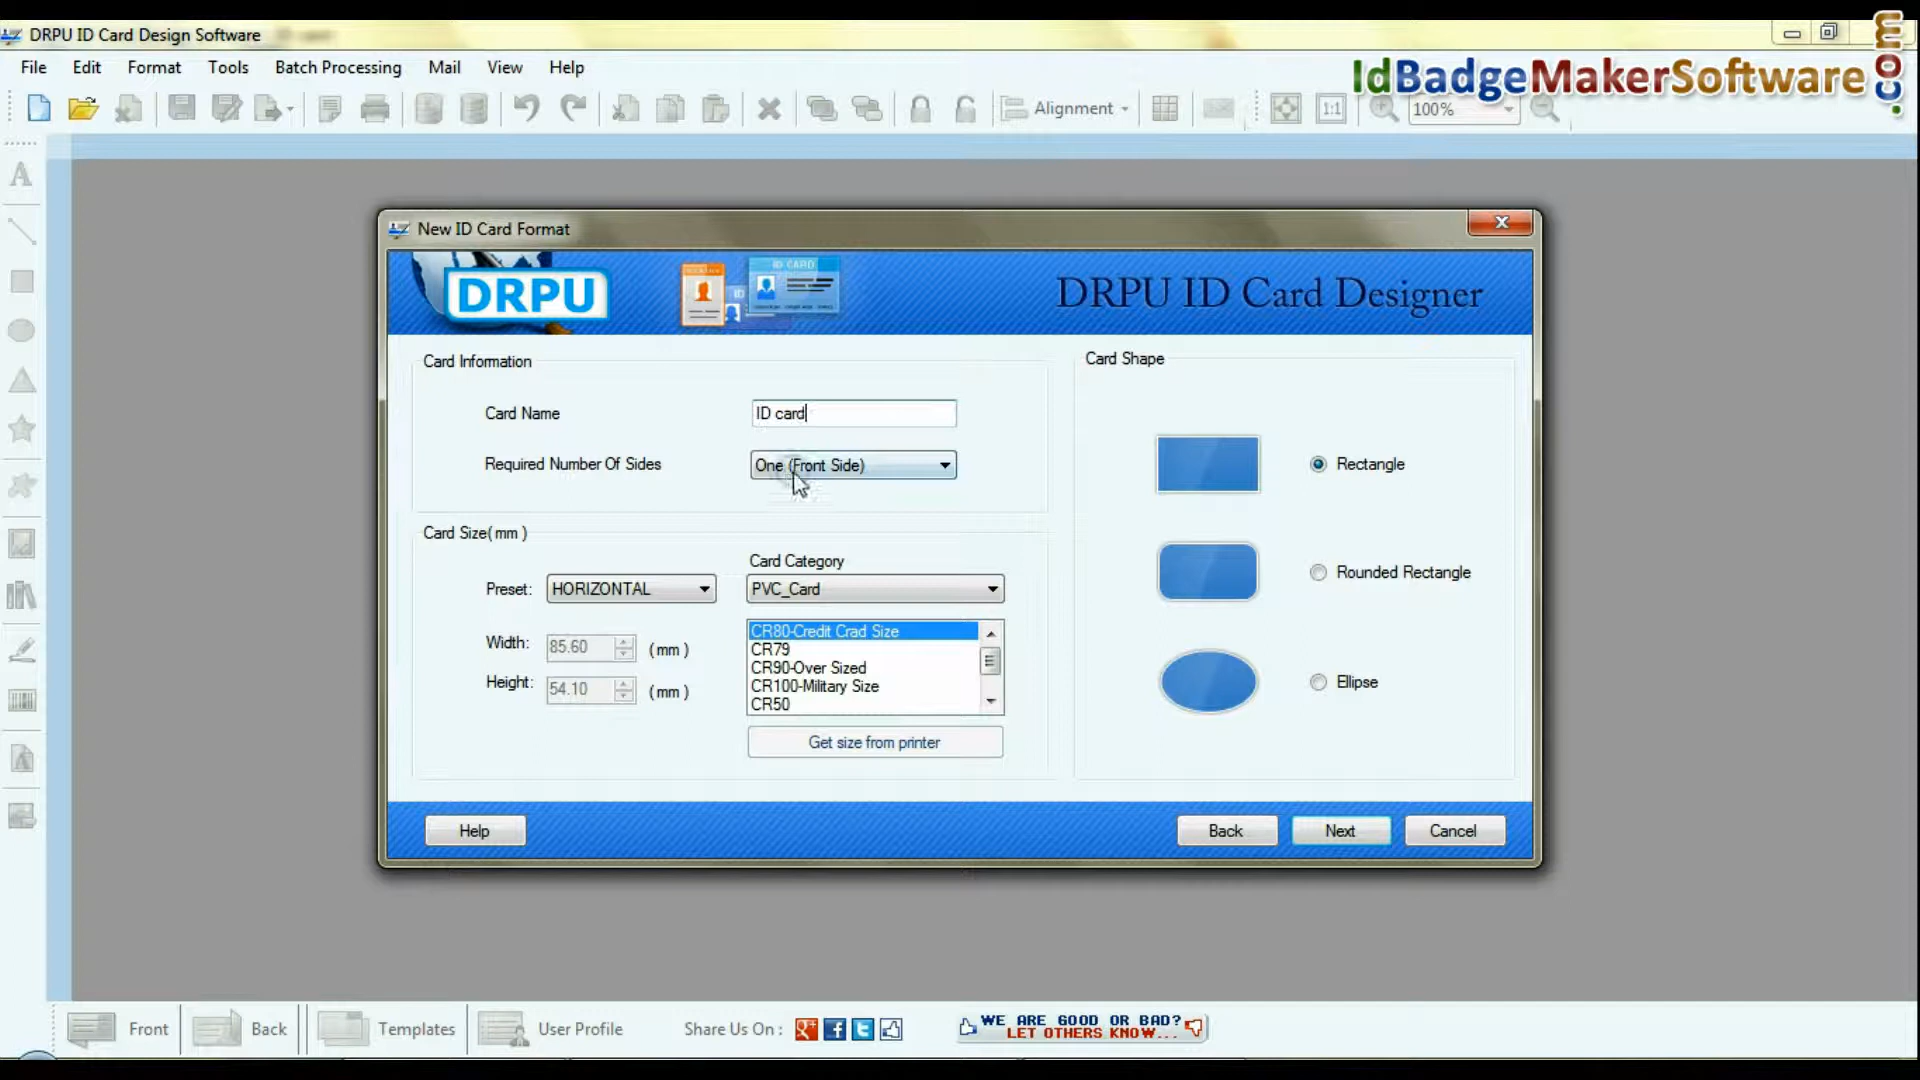 DRPU ID Card Design Software
File Edit Format Tools Batch Processing Mail View Help
IdBadgeMakerSoftware.com
Alignment 1:1 100%
New ID Card Format
DRPU
ID CARD
DRPU ID Card Designer
Card Information
Card Name ID card
Required Number Of Sides One (Front Side)
Card Size( mm )
Card Category
Preset: HORIZONTAL PVC_Card
Width: 85.60 ( mm )
Height: 54.10 ( mm )
CR80-Credit Crad Size
CR79
CR90-Over Sized
CR100-Military Size
CR50
Get size from printer
Card Shape
Rectangle
Rounded Rectangle
Ellipse
Help Back Next Cancel
Front Back Templates User Profile Share Us On :
WE ARE GOOD OR BAD?
LET OTHERS KNOW...